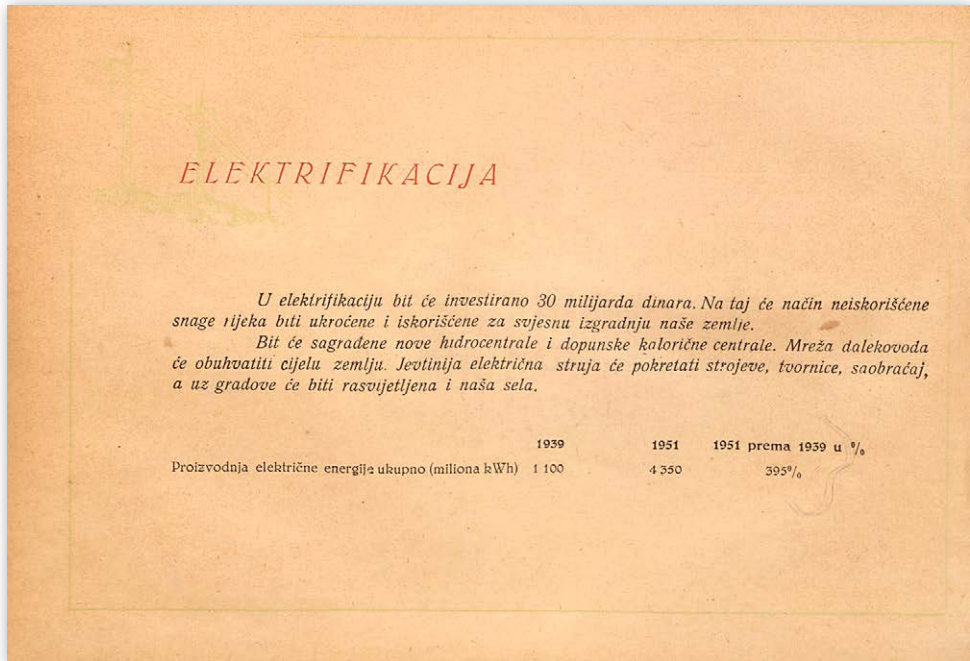 ELEKTRIFIKACIJA
U elektrifikaciju bit će investirano 30 milijarda dinara. Na taj će način neiskorišćene
snage rijeka biti ukroćene i iskorišćene za svjesnu izgradnju naše zemlje.
Bit će sagrađene nove hidrocentrale i dopunske kalorične centrale. Mreža dalekovoda
će obuhvatiti cijelu zemlju. Jevtinija električna struja će pokretati strojeve, tvornice, saobraćaj,
a uz gradove će biti rasvijetljena i naša sela.
1939 1951 1951 prema 1939 u %
Proizvodnja električne energije ukupno (miliona kWh) 1 100 4 350 395%